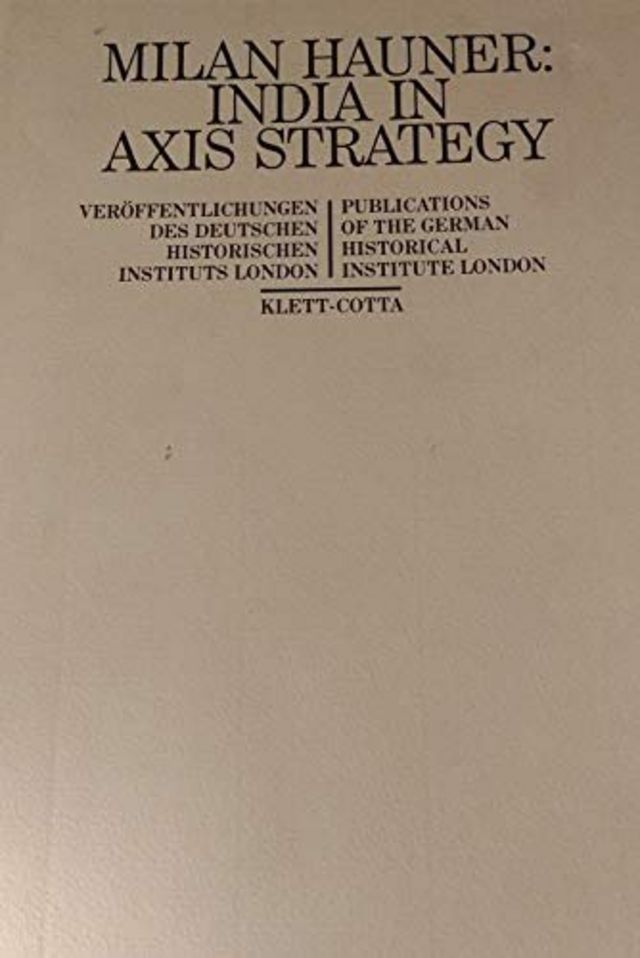 MILAN HAUNER:
INDIA IN
AXIS STRATEGY
VERÖFFENTLICHUNGEN
DES DEUTSCHEN
HISTORISCHEN
INSTITUTS LONDON
PUBLICATIONS
OF THE GERMAN
HISTORICAL
INSTITUTE LONDON
KLETT-COTTA